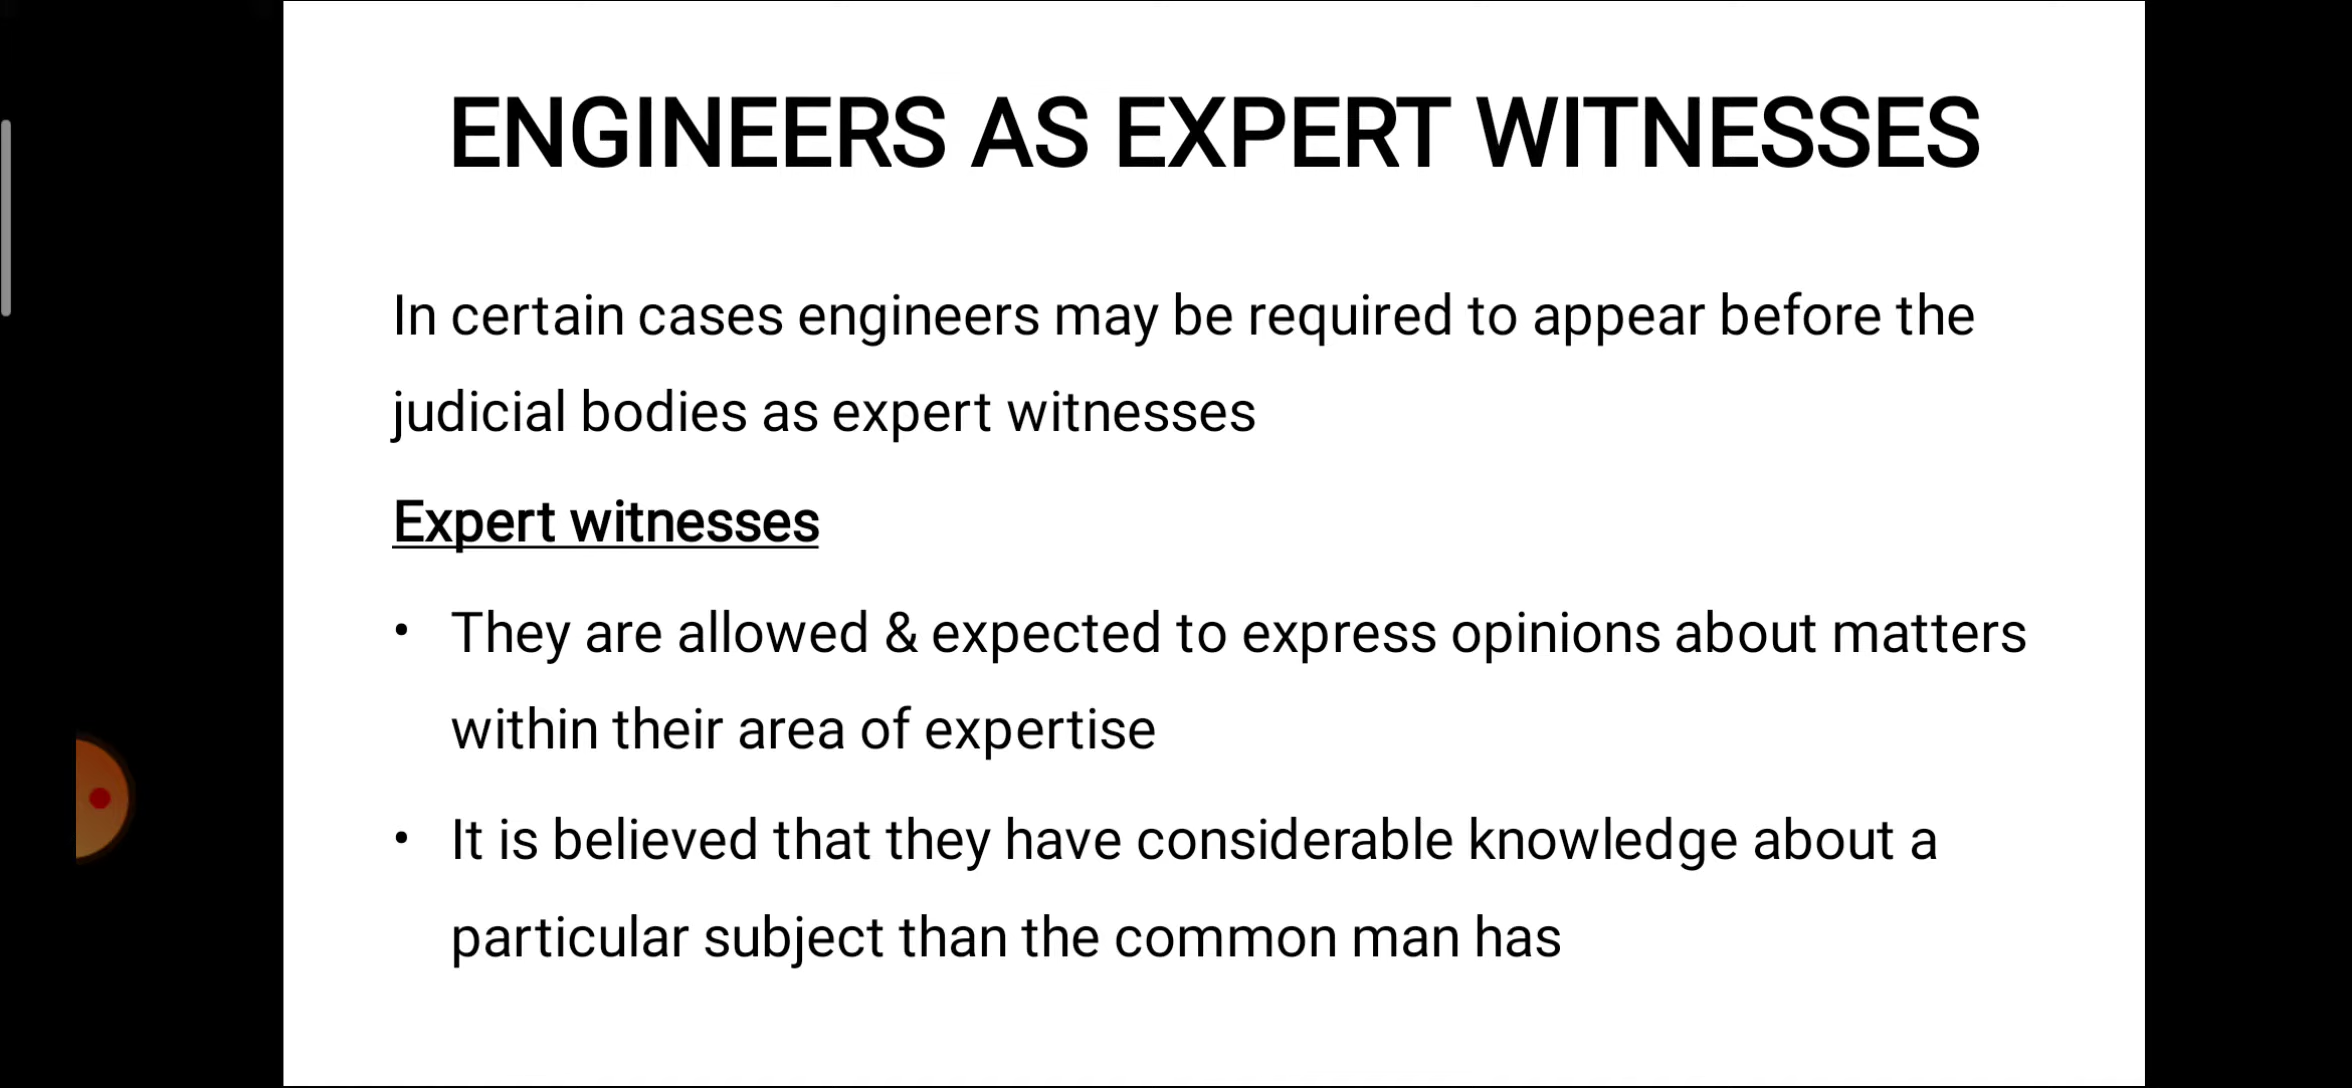 ENGINEERS AS EXPERT WITNESSES
In certain cases engineers may be required to appear before the
judicial bodies as expert witnesses
Expert witnesses
• They are allowed & expected to express opinions about matters
within their area of expertise
• It is believed that they have considerable knowledge about a
particular subject than the common man has